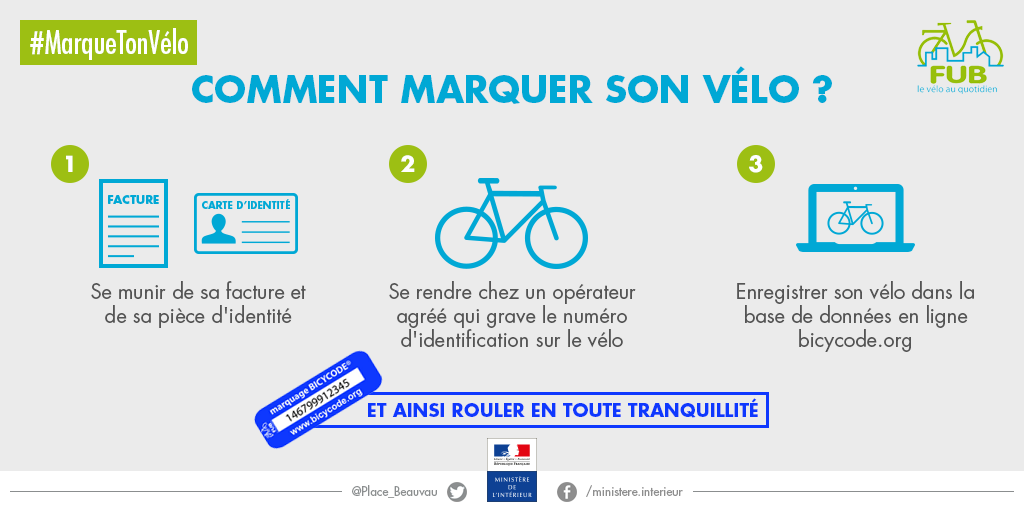 #MarqueTonVélo
FUB
le vélo au quotidien
COMMENT MARQUER SON VÉLO ?
1
FACTURE
CARTE D'IDENTITÉ
Se munir de sa facture et
de sa pièce d'identité
2
Se rendre chez un opérateur
agréé qui grave le numéro
d'identification sur le vélo
3
Enregistrer son vélo dans la
base de données en ligne
bicycode.org
marquage BICYCODE®
146799912345
www.bicycode.org
ET AINSI ROULER EN TOUTE TRANQUILLITÉ
Liberté • Égalité • Fraternité
RÉPUBLIQUE FRANÇAISE
MINISTÈRE
DE
L'INTÉRIEUR
@Place_Beauvau
/ministere.interieur